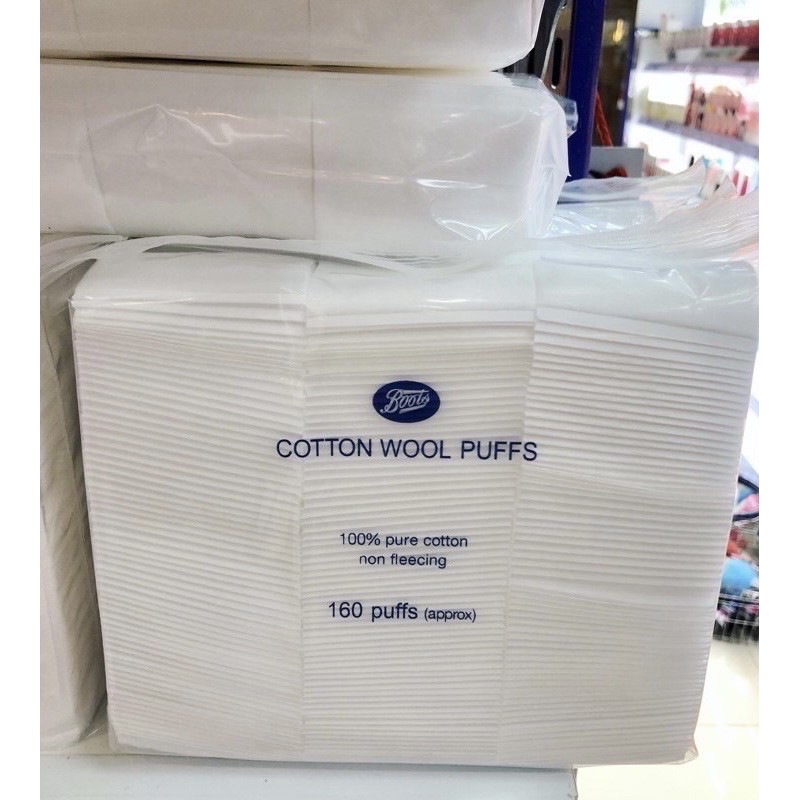 Boots
COTTON WOOL PUFFS
100% pure cotton
non fleecing
160 puffs (approx)